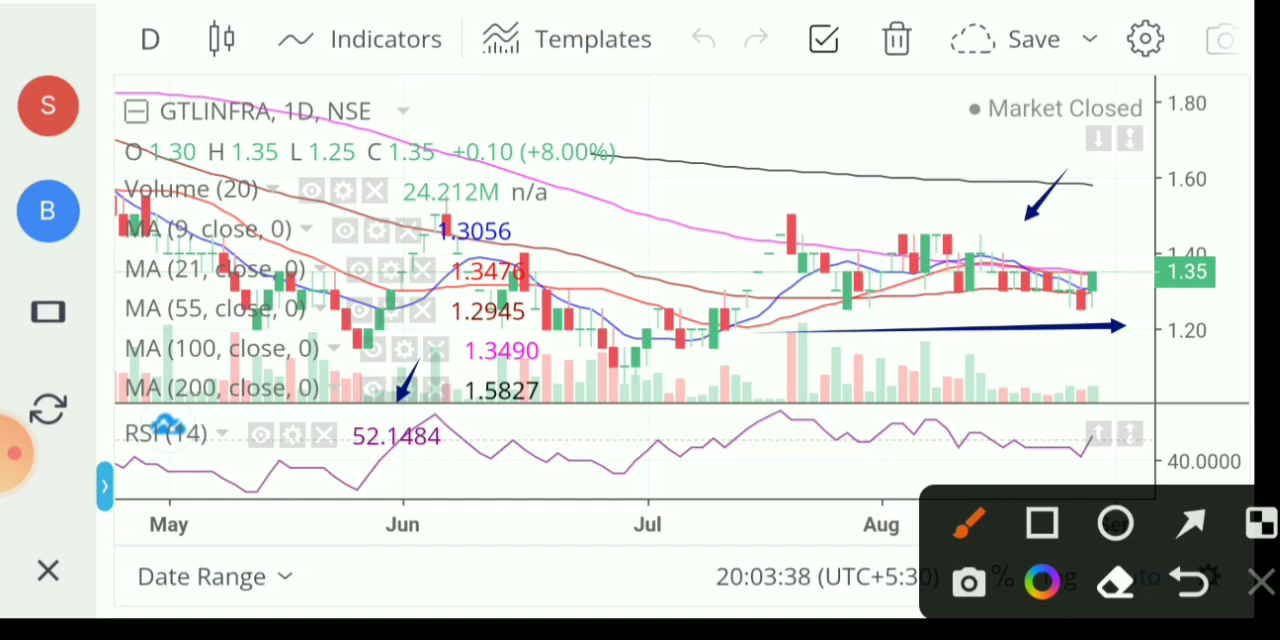 D Indicators Templates Save
S
GTLINFRA, 1D, NSE
Market Closed
1.80
O 1.30 H 1.35 L 1.25 C 1.35 +0.10 (+8.00%)
1.60
Volume (20) 24.212M n/a
B
MA (9, close, 0) 1.3056
1.40
MA (21, close, 0) 1.3476
1.35
MA (55, close, 0) 1.2945
1.20
MA (100, close, 0) 1.3490
MA (200, close, 0) 1.5827
RSI (14) 52.1484
40.0000
May Jun Jul Aug
Date Range 20:03:38 (UTC+5:30) %